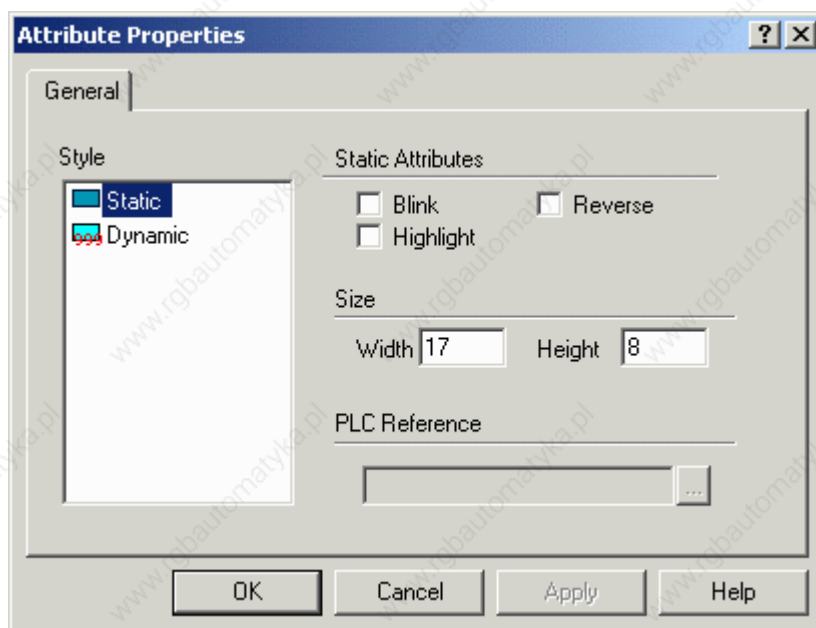 Attribute Properties
General
Style
Static
999 Dynamic
Static Attributes
Blink
Reverse
Highlight
Size
Width 17
Height 8
PLC Reference
...
OK
Cancel
Apply
Help
www.rgbautomatyka.pl